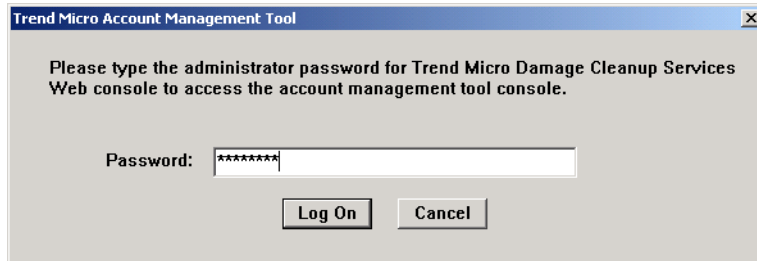 Trend Micro Account Management Tool
Please type the administrator password for Trend Micro Damage Cleanup Services
Web console to access the account management tool console.
Password: ********
Log On Cancel